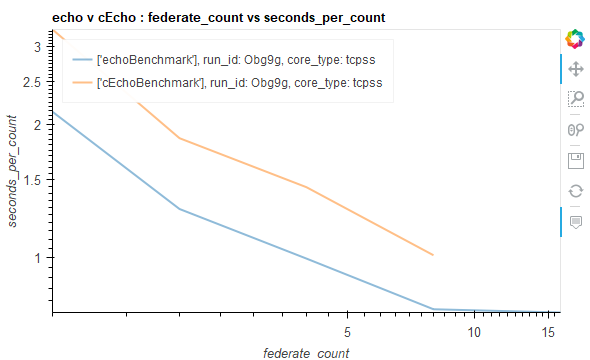 echo v cEcho : federate_count vs seconds_per_count
3
['echoBenchmark'], run_id: Obg9g, core_type: tcpss
2.5
['cEchoBenchmark'], run_id: Obg9g, core_type: tcpss
2
1.5
1
seconds_per_count
5
10
15
federate_count